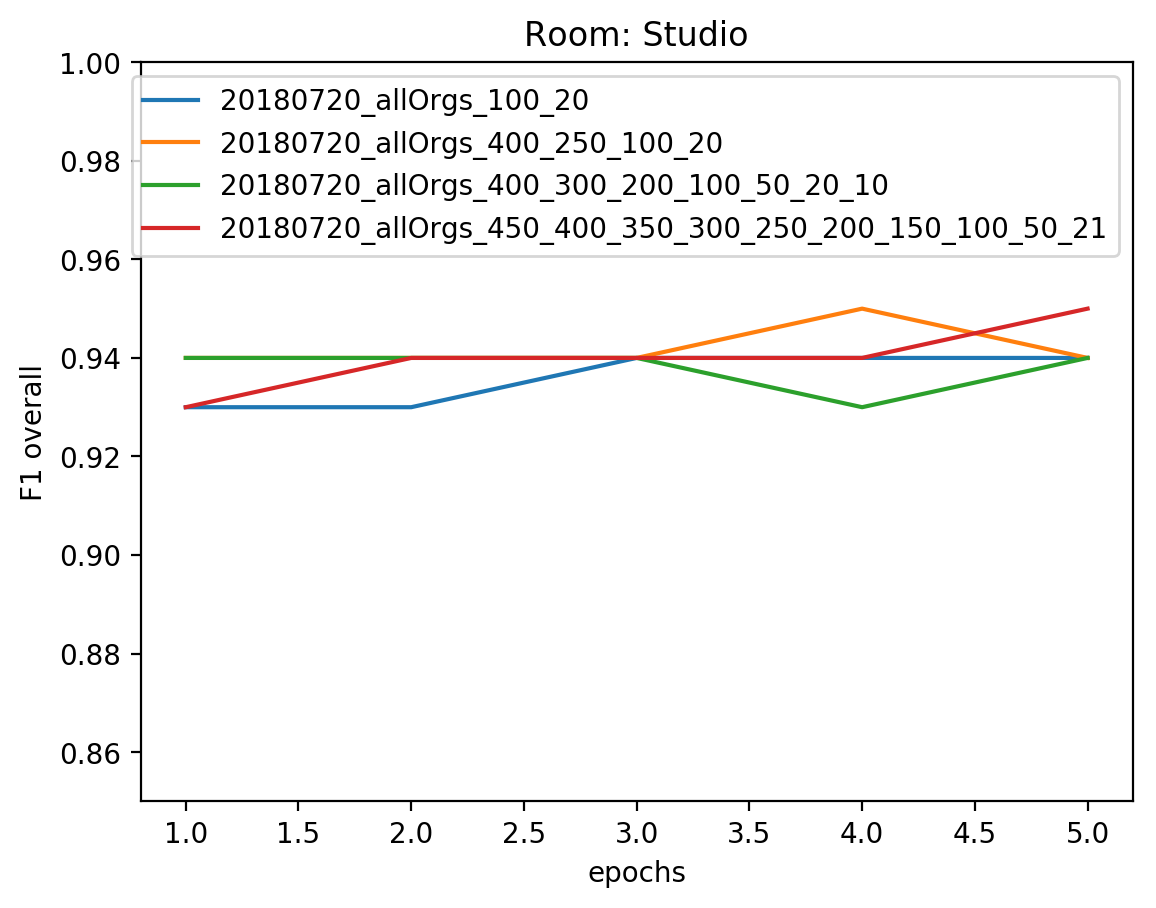 Room: Studio
1.00
0.98
0.96
0.94
0.92
0.90
0.88
0.86
F1 overall
20180720_allOrgs_100_20
20180720_allOrgs_400_250_100_20
20180720_allOrgs_400_300_200_100_50_20_10
20180720_allOrgs_450_400_350_300_250_200_150_100_50_21
1.0 1.5 2.0 2.5 3.0 3.5 4.0 4.5 5.0
epochs